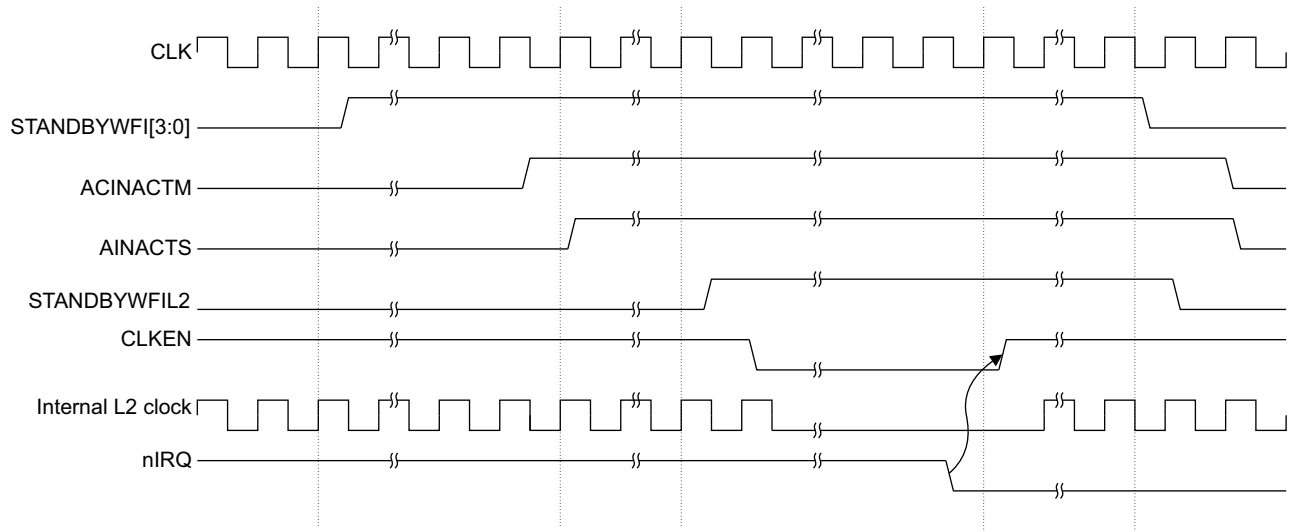 CLK
STANDBYWFI[3:0]
ACINACTM
AINACTS
STANDBYWFIL2
CLKEN
Internal L2 clock
nIRQ